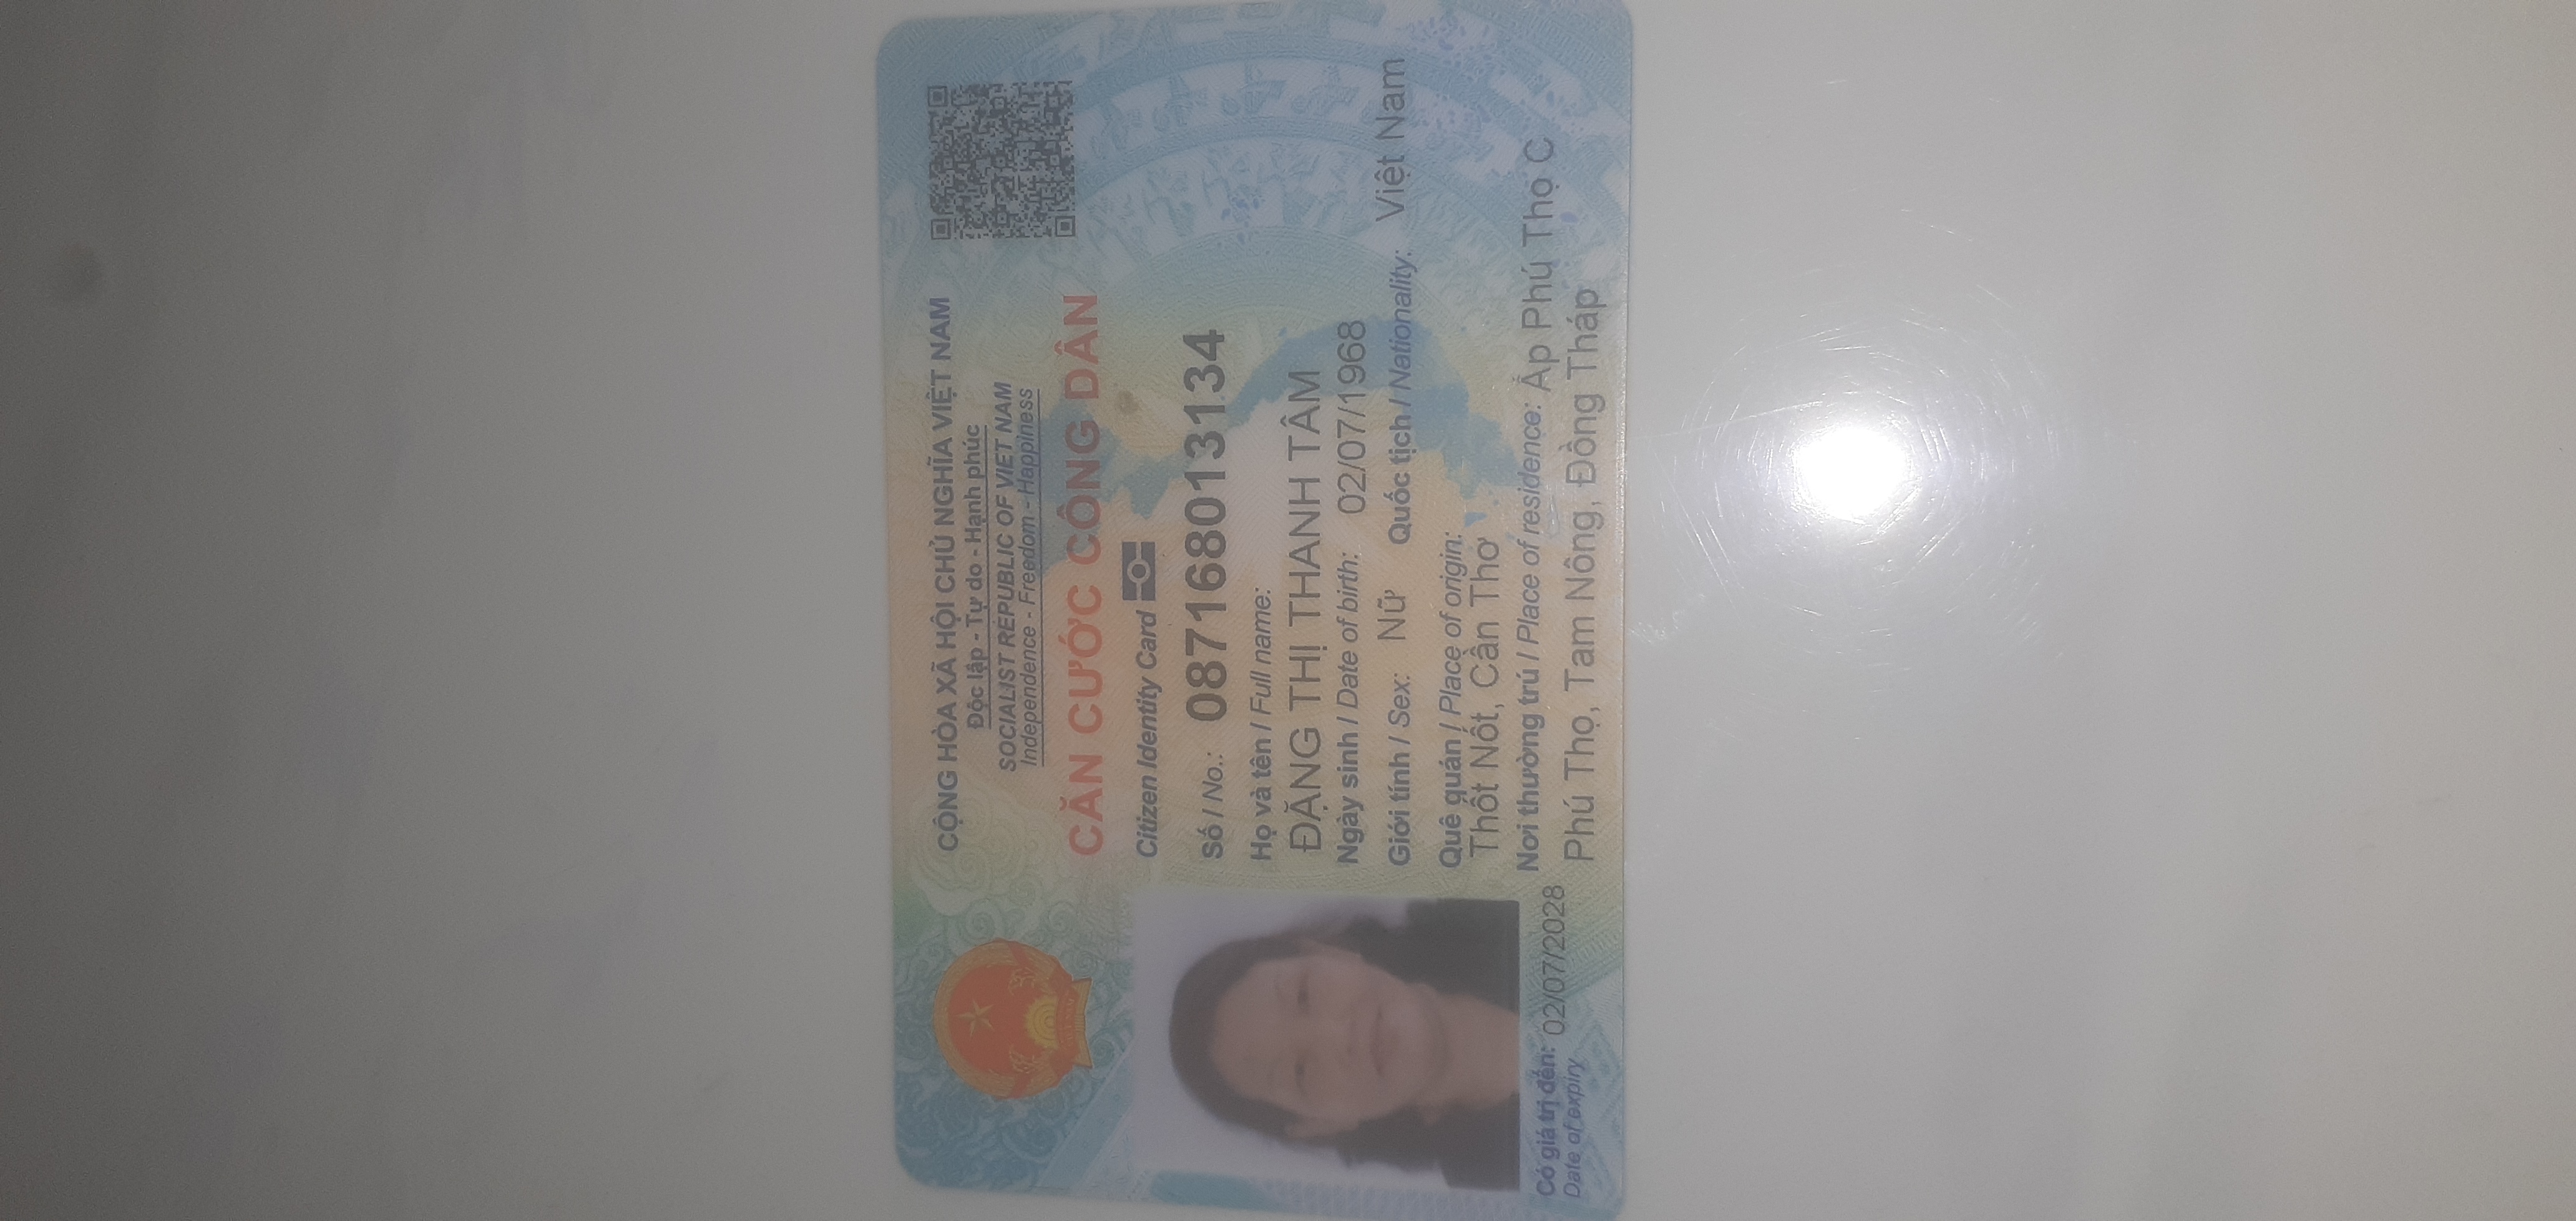 CỘNG HÒA XÃ HỘI CHỦ NGHĨA VIỆT NAM
Độc lập - Tự do - Hạnh phúc
SOCIALIST REPUBLIC OF VIET NAM
Independence - Freedom - Happiness
CĂN CƯỚC CÔNG DÂN
Citizen Identity Card
Số / No.: 087168013134
Họ và tên / Full name:
ĐẶNG THỊ THANH TÂM
Ngày sinh / Date of birth: 02/07/1968
Giới tính / Sex: Nữ Quốc tịch / Nationality: Việt Nam
Quê quán / Place of origin:
Thốt Nốt, Cần Thơ
Nơi thường trú / Place of residence: Ấp Phú Thọ C
Phú Thọ, Tam Nông, Đồng Tháp
Có giá trị đến: 02/07/2028
Date of expiry